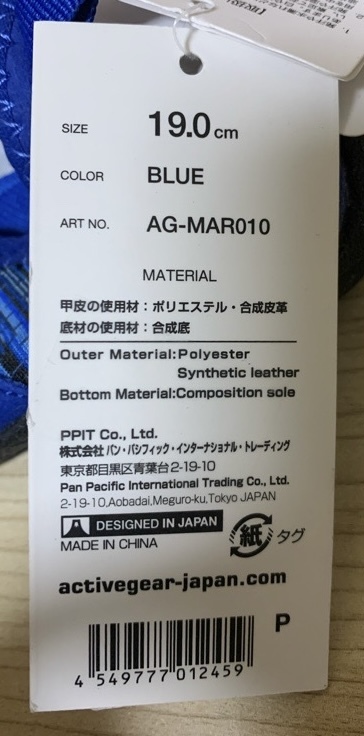 SIZE 19.0cm
COLOR BLUE
ART NO. AG-MAR010
MATERIAL
甲皮の使用材：ポリエステル・合成皮革
底材の使用材：合成底
Outer Material:Polyester
Synthetic leather
Bottom Material:Composition sole
PPIT Co., Ltd.
株式会社 パン・パシフィック・インターナショナル・トレーディング
東京都目黒区青葉台2-19-10
Pan Pacific International Trading Co., Ltd.
2-19-10,Aobadai,Meguro-ku,Tokyo JAPAN
DESIGNED IN JAPAN
MADE IN CHINA
紙 タグ
activegear-japan.com
P
4 549777 012459